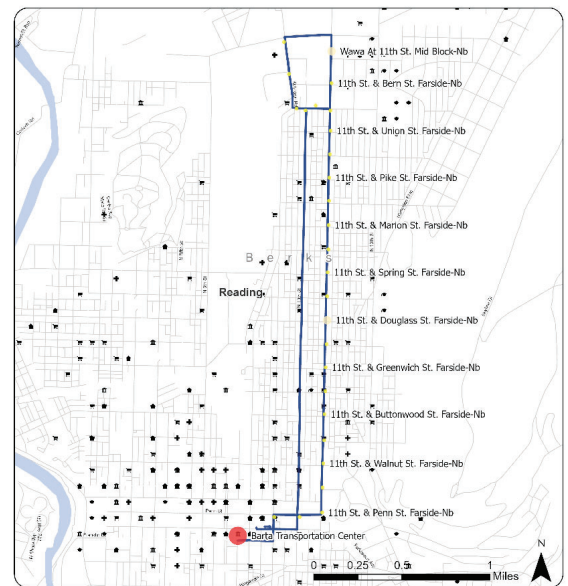 Wawa At 11th St. Mid Block-Nb
11th St. & Bern St. Farside-Nb
11th St. & Union St. Farside-Nb
11th St. & Pike St. Farside-Nb
11th St. & Marion St. Farside-Nb
Berks
11th St. & Spring St. Farside-Nb
Reading
11th St. & Douglass St. Farside-Nb
11th St. & Greenwich St. Farside-Nb
11th St. & Buttonwood St. Farside-Nb
11th St. & Walnut St. Farside-Nb
11th St. & Penn St. Farside-Nb
Penn St
Barta Transportation Center
N
0 0.25 0.5 1
Miles